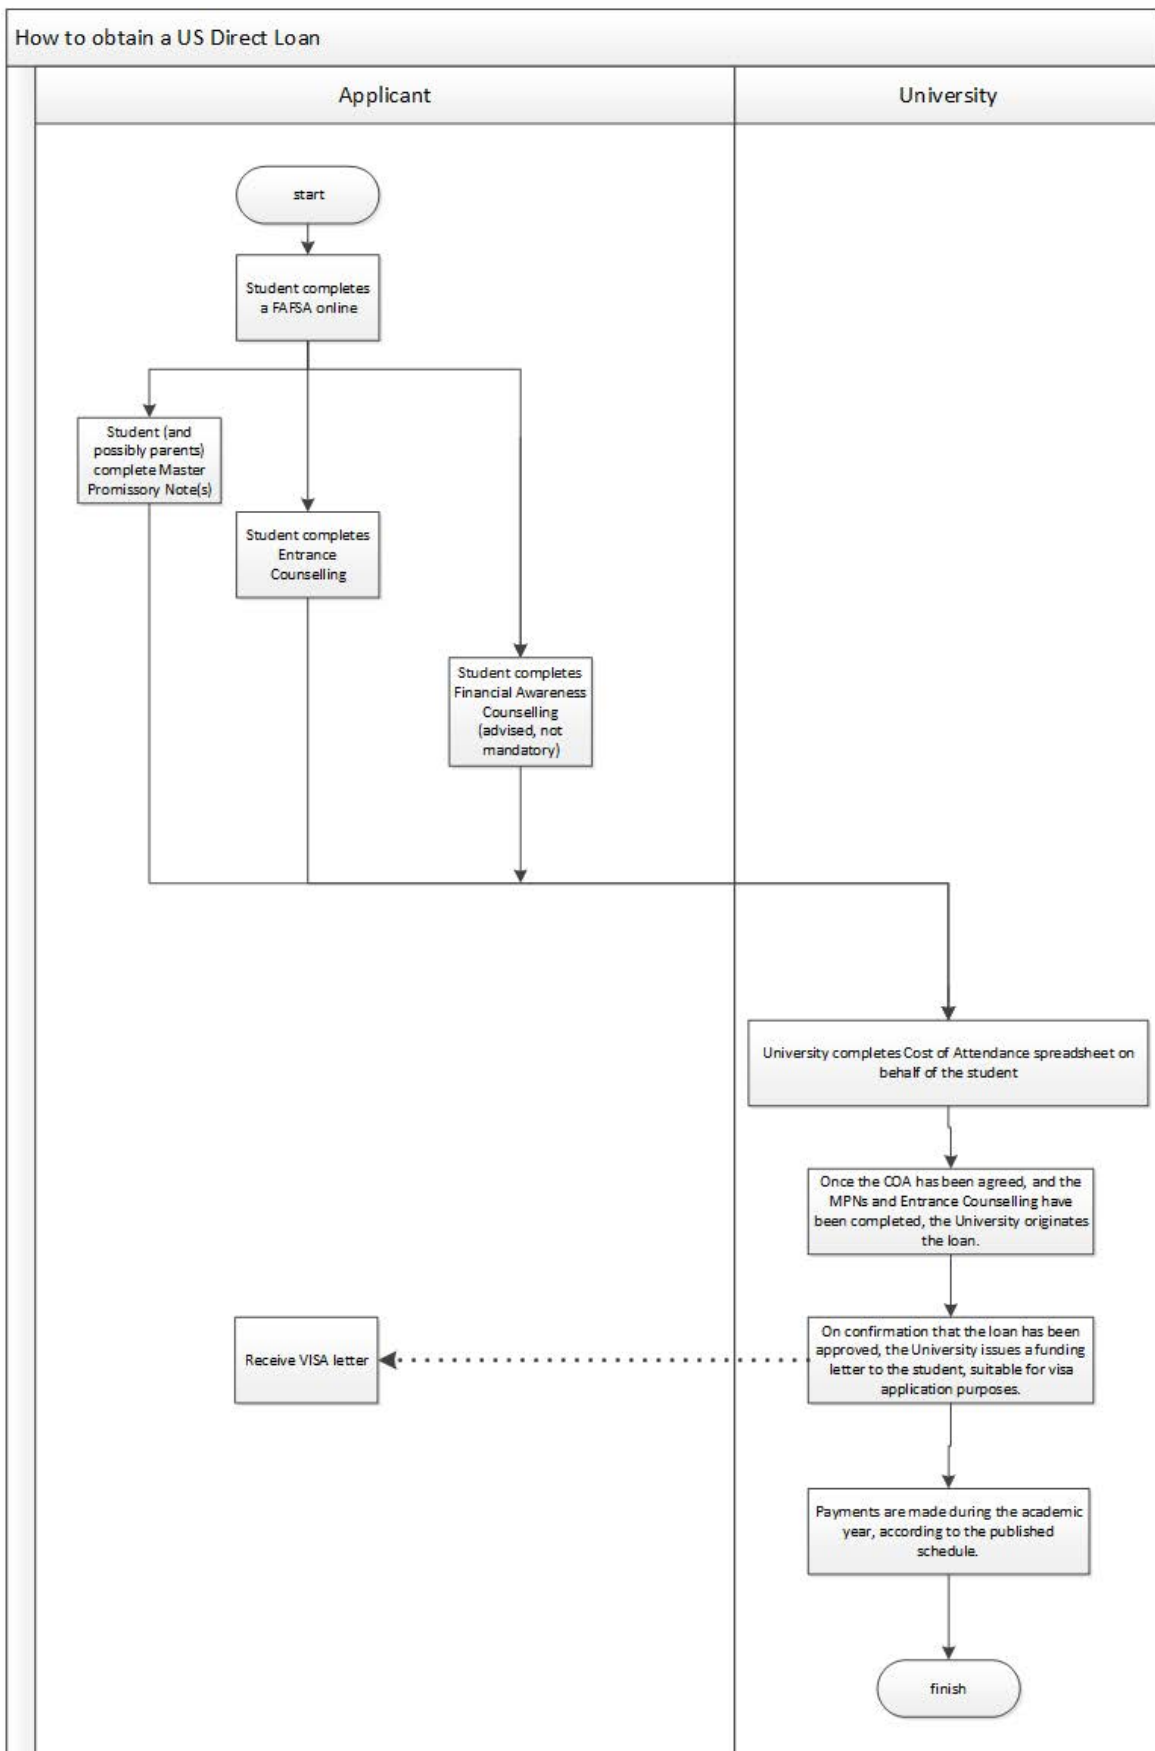 How to obtain a US Direct Loan
Applicant
University
start
Student completes
a FAFSA online
Student (and
possibly parents)
complete Master
Promissory Note(s)
Student completes
Entrance
Counselling
Student completes
Financial Awareness
Counselling
(advised, not
mandatory)
University completes Cost of Attendance spreadsheet on
behalf of the student
Once the COA has been agreed, and the
MPNs and Entrance Counselling have
been completed, the University originates
the loan.
On confirmation that the loan has been
approved, the University issues a funding
letter to the student, suitable for visa
application purposes.
Receive VISA letter
Payments are made during the academic
year, according to the published
schedule.
finish